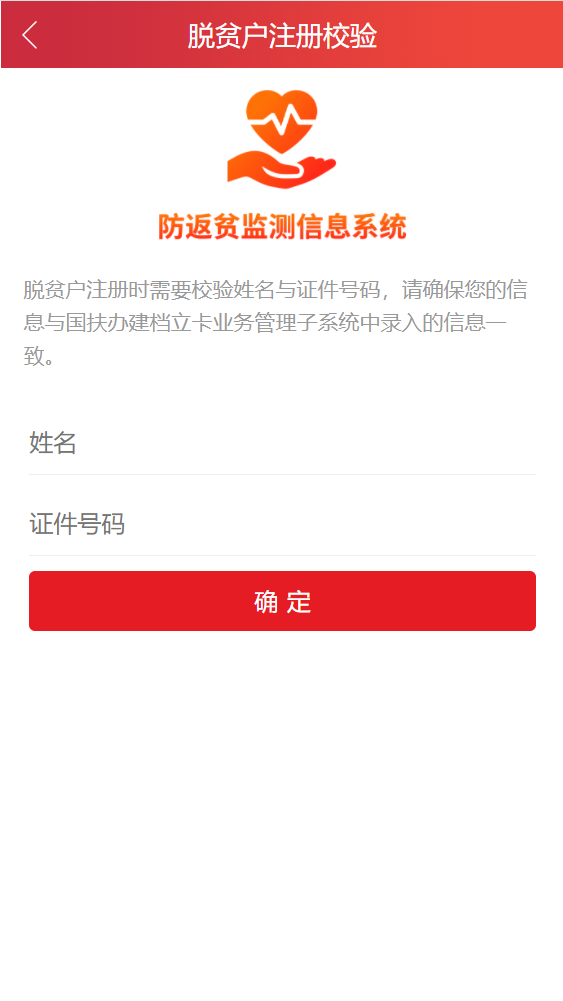 脱贫户注册校验
防返贫监测信息系统
脱贫户注册时需要校验姓名与证件号码，请确保您的信
息与国扶办建档立卡业务管理子系统中录入的信息一
致。
姓名
证件号码
确 定